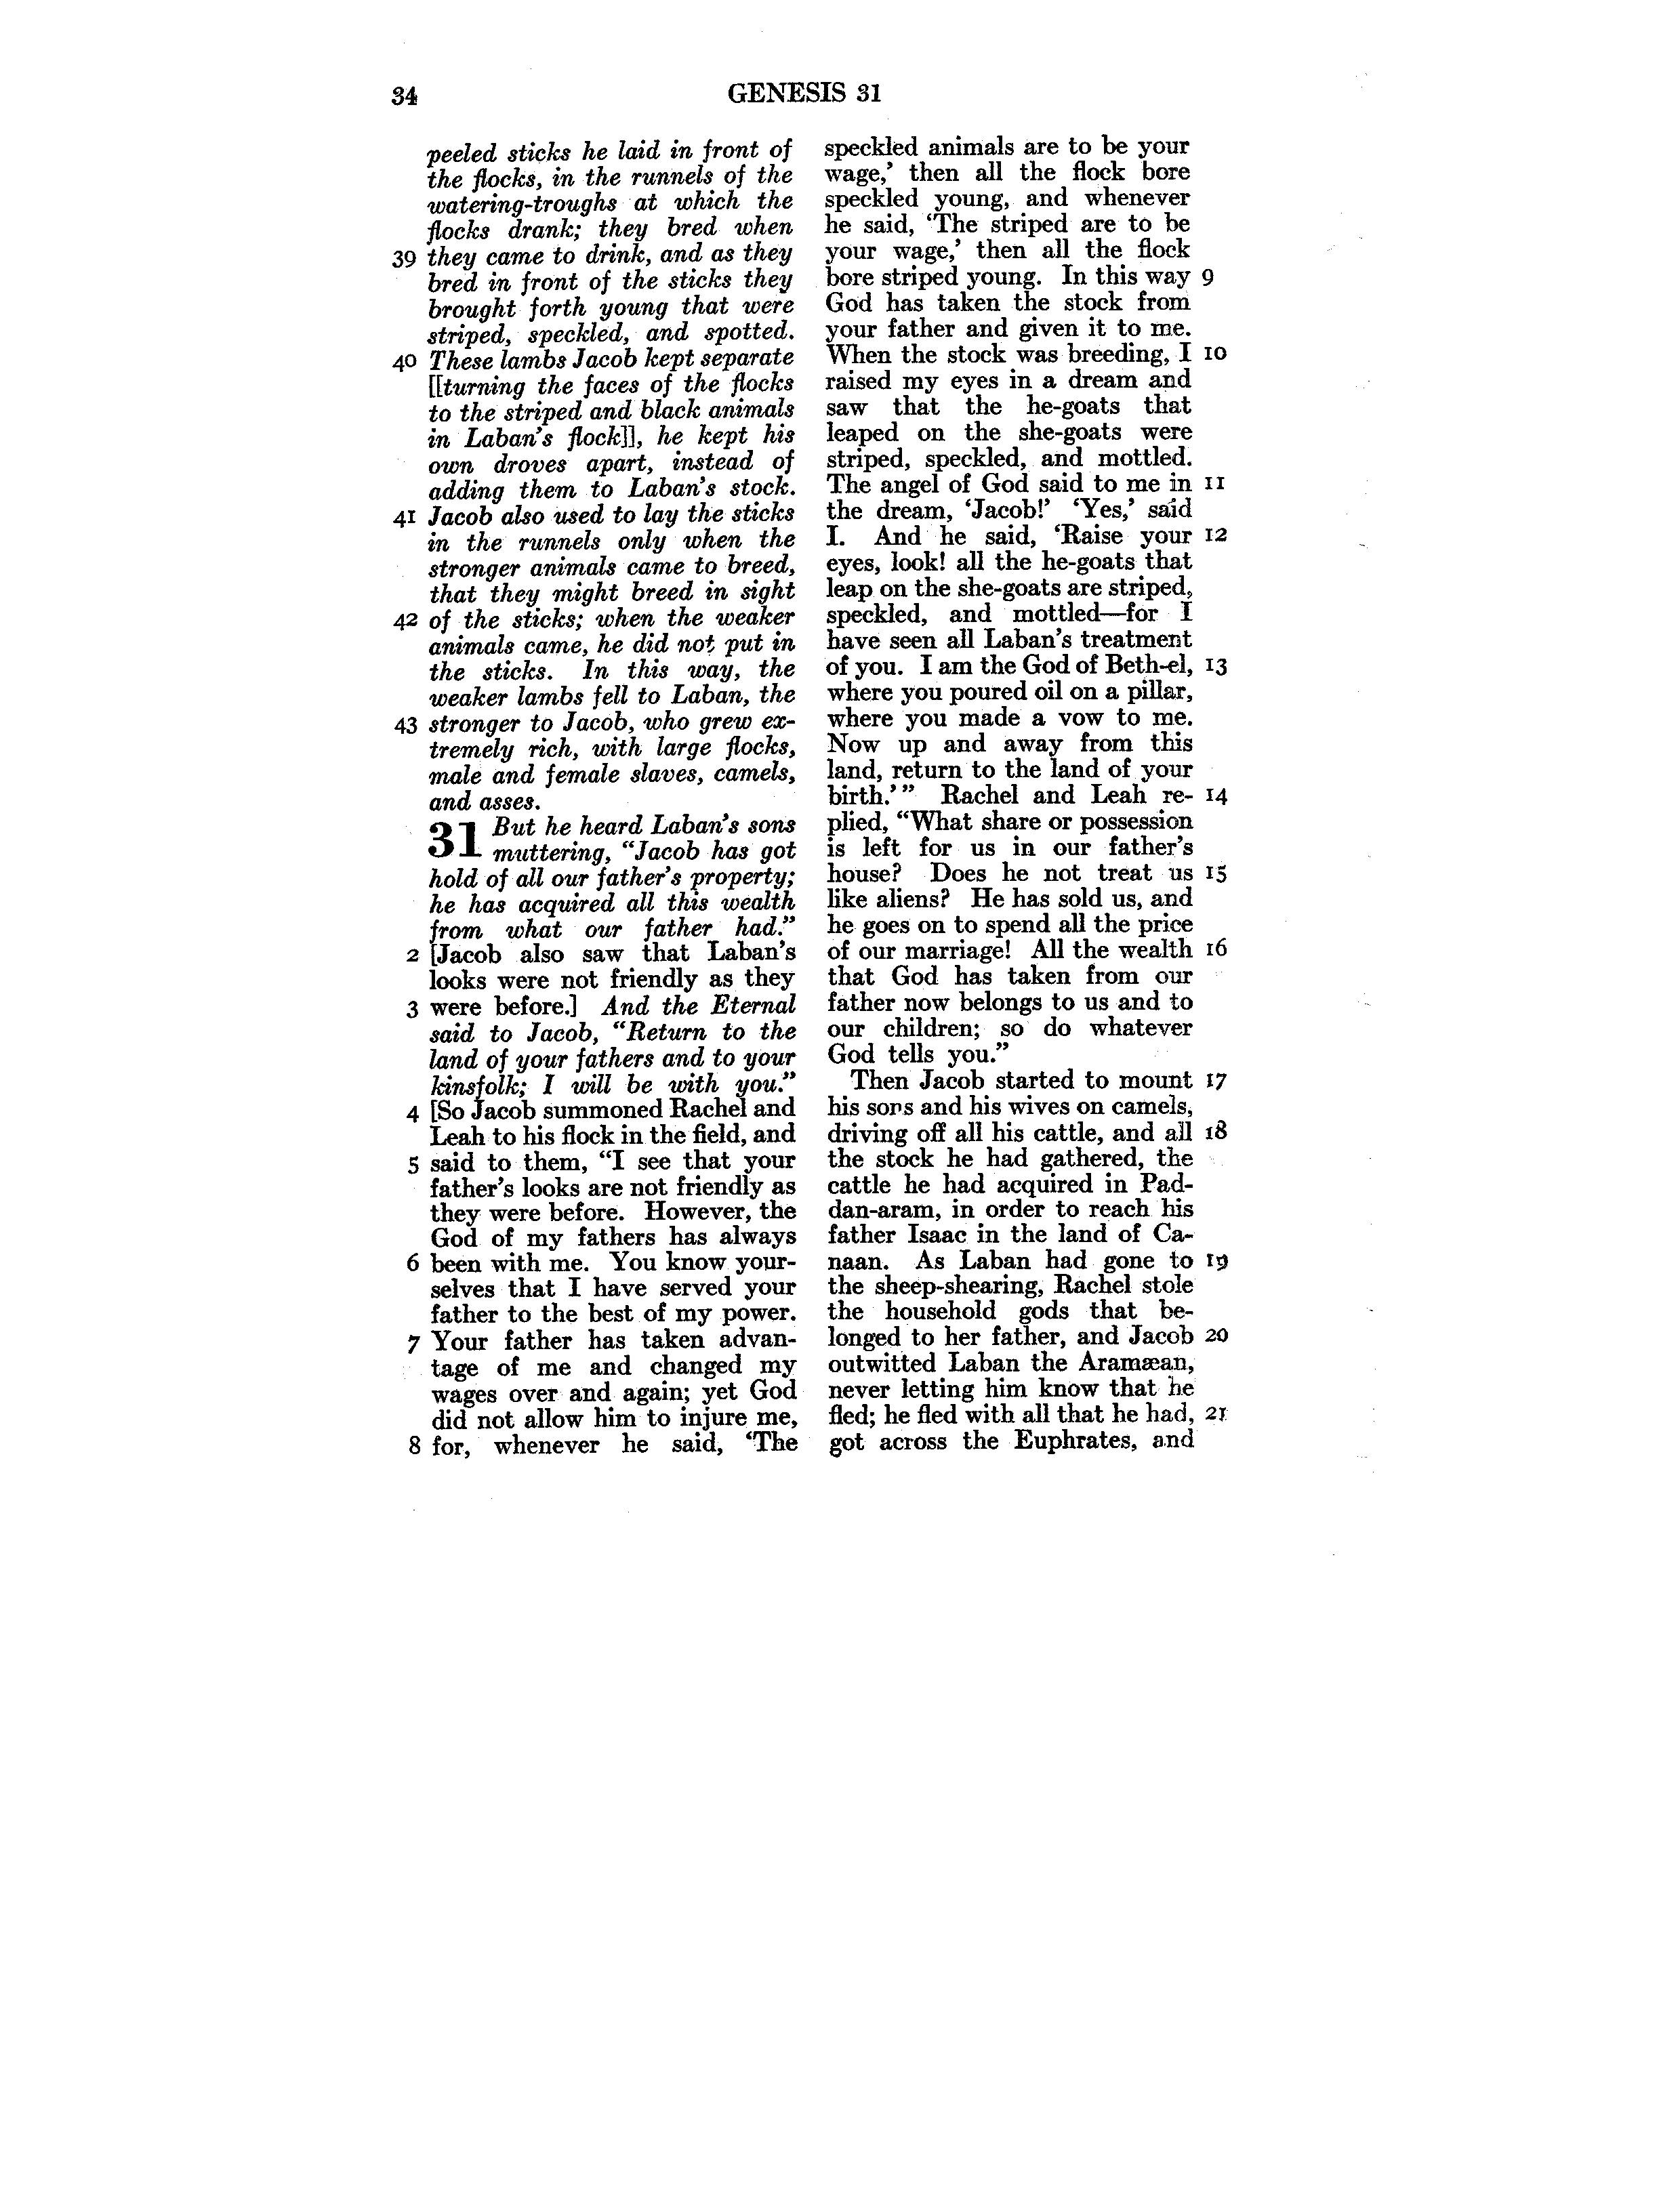 34
GENESIS 31
peeled sticks he laid in front of
the flocks, in the runnels of the
watering-troughs at which the
flocks drank; they bred when
39 they came to drink, and as they
bred in front of the sticks they
brought forth young that were
striped, speckled, and spotted.
40 These lambs Jacob kept separate
[[turning the faces of the flocks
to the striped and black animals
in Laban's flock]], he kept his
own droves apart, instead of
adding them to Laban's stock.
41 Jacob also used to lay the sticks
in the runnels only when the
stronger animals came to breed,
that they might breed in sight
42 of the sticks; when the weaker
animals came, he did not put in
the sticks. In this way, the
weaker lambs fell to Laban, the
43 stronger to Jacob, who grew ex-
tremely rich, with large flocks,
male and female slaves, camels,
and asses.
31 But he heard Laban's sons
muttering, “Jacob has got
hold of all our father's property;
he has acquired all this wealth
from what our father had.”
2 [Jacob also saw that Laban's
looks were not friendly as they
3 were before.] And the Eternal
said to Jacob, “Return to the
land of your fathers and to your
kinsfolk; I will be with you.”
4 [So Jacob summoned Rachel and
Leah to his flock in the field, and
5 said to them, “I see that your
father's looks are not friendly as
they were before. However, the
God of my fathers has always
6 been with me. You know your-
selves that I have served your
father to the best of my power.
7 Your father has taken advan-
tage of me and changed my
wages over and again; yet God
did not allow him to injure me,
8 for, whenever he said, ‘The
speckled animals are to be your
wage,’ then all the flock bore
speckled young, and whenever
he said, ‘The striped are to be
your wage,’ then all the flock
bore striped young. In this way 9
God has taken the stock from
your father and given it to me.
When the stock was breeding, I 10
raised my eyes in a dream and
saw that the he-goats that
leaped on the she-goats were
striped, speckled, and mottled.
The angel of God said to me in 11
the dream, ‘Jacob!’ ‘Yes,’ said
I. And he said, ‘Raise your 12
eyes, look! all the he-goats that
leap on the she-goats are striped,
speckled, and mottled—for I
have seen all Laban's treatment
of you. I am the God of Beth-el, 13
where you poured oil on a pillar,
where you made a vow to me.
Now up and away from this
land, return to the land of your
birth.’” Rachel and Leah re- 14
plied, “What share or possession
is left for us in our father's
house? Does he not treat us 15
like aliens? He has sold us, and
he goes on to spend all the price
of our marriage! All the wealth 16
that God has taken from our
father now belongs to us and to
our children; so do whatever
God tells you.”
Then Jacob started to mount 17
his sons and his wives on camels,
driving off all his cattle, and all 18
the stock he had gathered, the
cattle he had acquired in Pad-
dan-aram, in order to reach his
father Isaac in the land of Ca-
naan. As Laban had gone to 19
the sheep-shearing, Rachel stole
the household gods that be-
longed to her father, and Jacob 20
outwitted Laban the Aramæan,
never letting him know that he
fled; he fled with all that he had, 21
got across the Euphrates, and